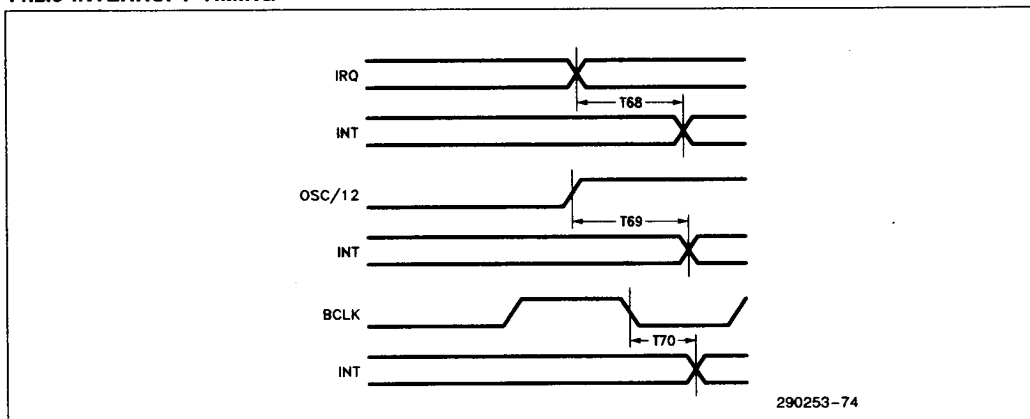 IRQ
T68
INT
OSC/12
T69
INT
BCLK
T70
INT
290253-74